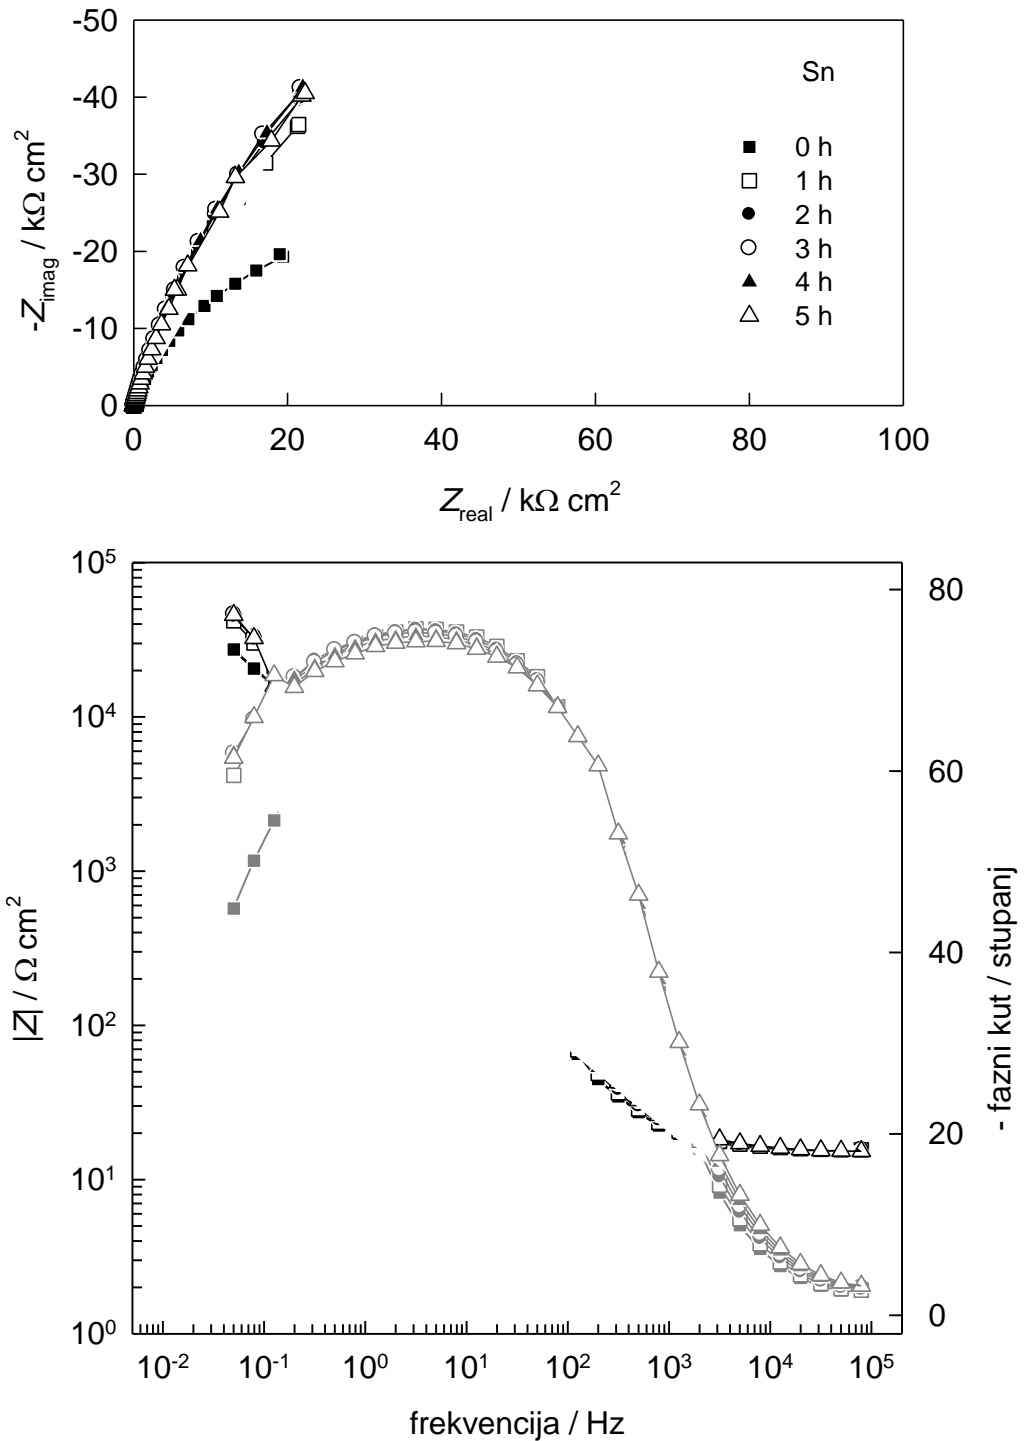 -50
-40
-30
-20
-10
0
-Zimag / kΩ cm²
0 20 40 60 80 100
Zreal / kΩ cm²
Sn
0 h
1 h
2 h
3 h
4 h
5 h
10⁵
10⁴
10³
10²
10¹
10⁰
|Z| / Ω cm²
80
60
40
20
0
- fazni kut / stupanj
10⁻² 10⁻¹ 10⁰ 10¹ 10² 10³ 10⁴ 10⁵
frekvencija / Hz